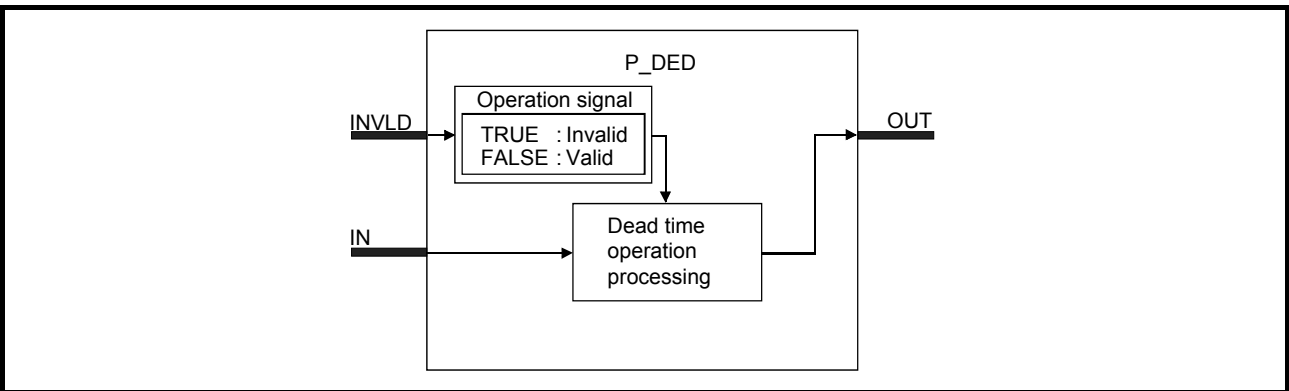 P_DED
Operation signal
INVLD
TRUE : Invalid
FALSE : Valid
OUT
IN
Dead time
operation
processing